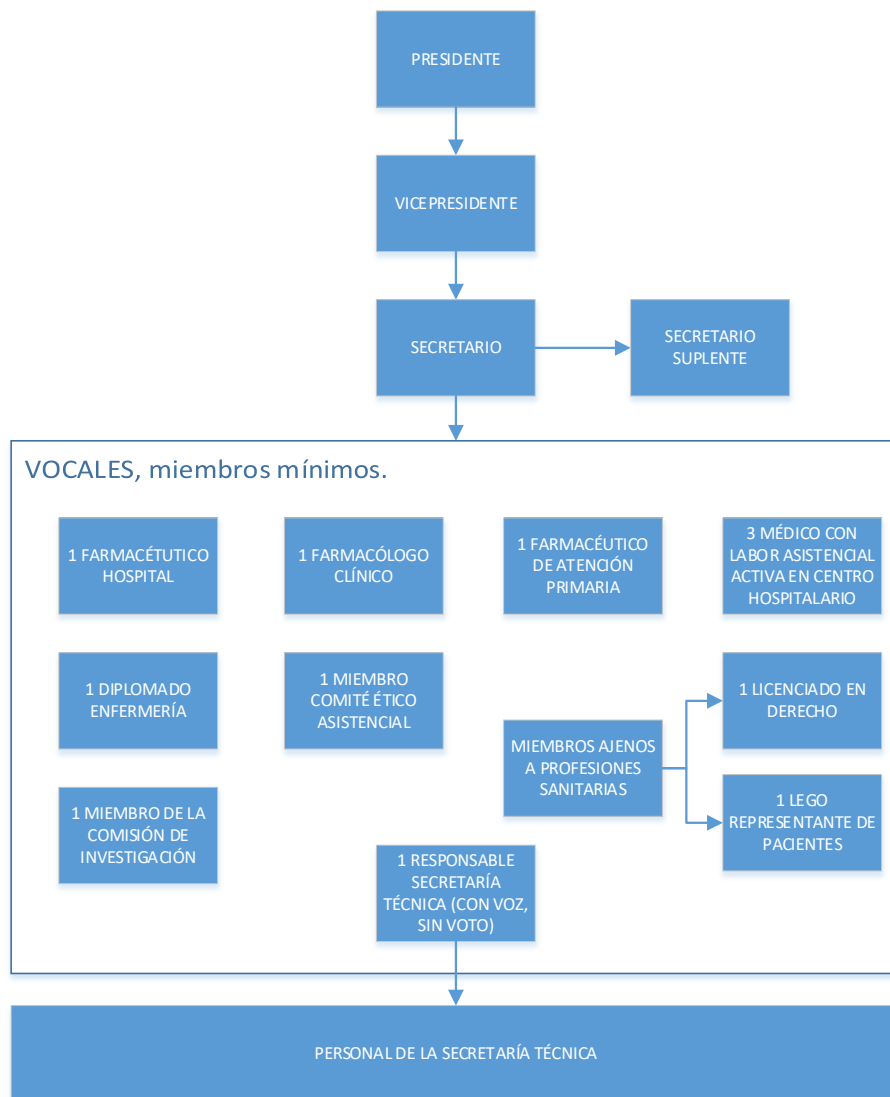 PRESIDENTE
VICEPRESIDENTE
SECRETARIO
SECRETARIO
SUPLENTE
VOCALES, miembros mínimos.
1 FARMACÉTUTICO
HOSPITAL
1 FARMACÓLOGO
CLÍNICO
1 FARMACÉUTICO
DE ATENCIÓN
PRIMARIA
3 MÉDICO CON
LABOR ASISTENCIAL
ACTIVA EN CENTRO
HOSPITALARIO
1 DIPLOMADO
ENFERMERÍA
1 MIEMBRO
COMITÉ ÉTICO
ASISTENCIAL
MIEMBROS AJENOS
A PROFESIONES
SANITARIAS
1 LICENCIADO EN
DERECHO
1 LEGO
REPRESENTANTE DE
PACIENTES
1 MIEMBRO DE LA
COMISIÓN DE
INVESTIGACIÓN
1 RESPONSABLE
SECRETARÍA
TÉCNICA (CON VOZ,
SIN VOTO)
PERSONAL DE LA SECRETARÍA TÉCNICA